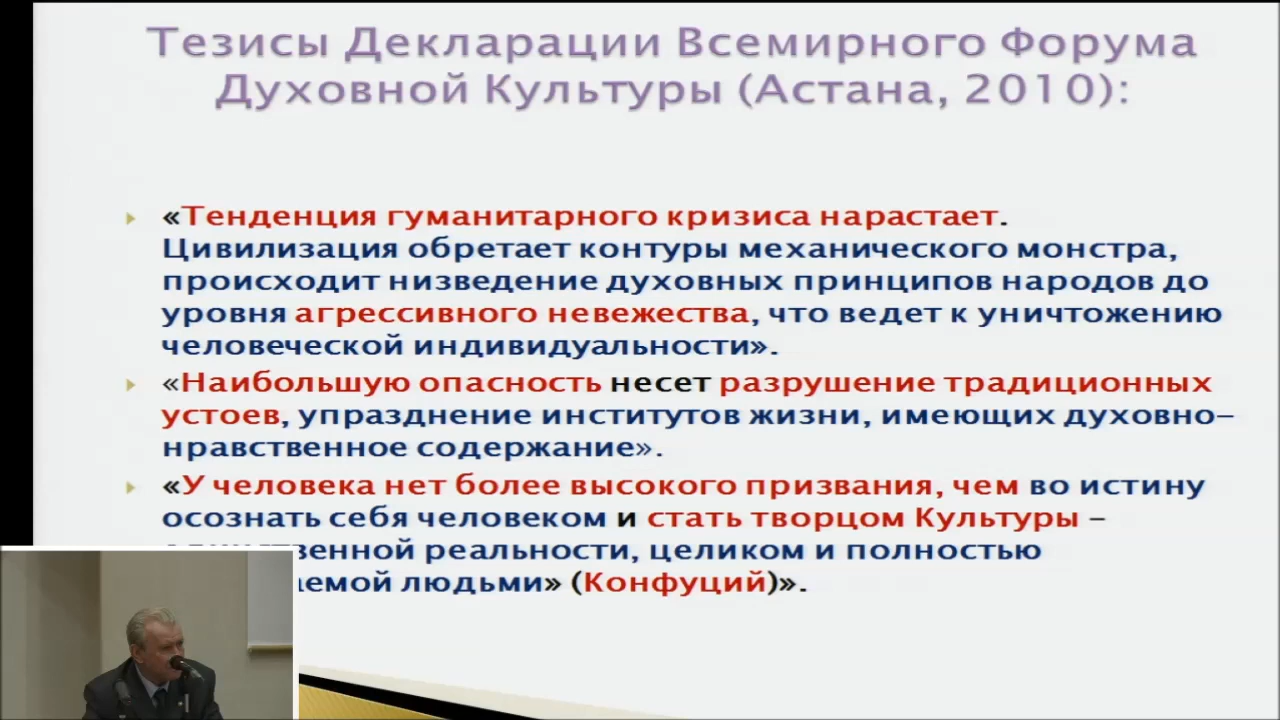 Тезисы Декларации Всемирного Форума
Духовной Культуры (Астана, 2010):
«Тенденция гуманитарного кризиса нарастает.
Цивилизация обретает контуры механического монстра,
происходит низведение духовных принципов народов до
уровня агрессивного невежества, что ведет к уничтожению
человеческой индивидуальности».
«Наибольшую опасность несет разрушение традиционных
устоев, упразднение институтов жизни, имеющих духовно-
нравственное содержание».
«У человека нет более высокого призвания, чем во истину
осознать себя человеком и стать творцом Культуры –
реальности, целиком и полностью
людьми» (Конфуций)».